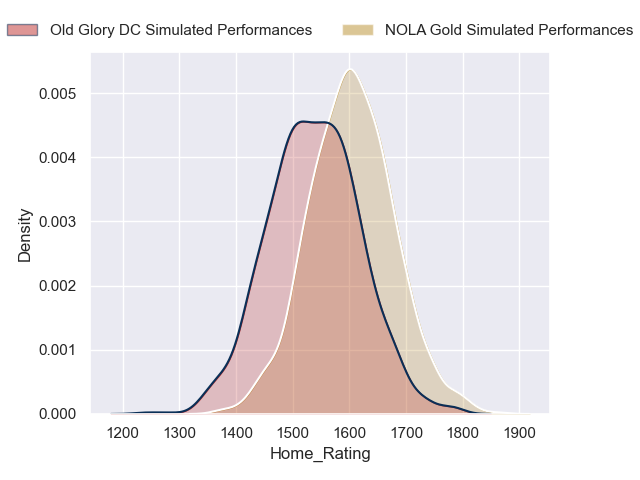 Old Glory DC Simulated Performances NOLA Gold Simulated Performances
0.005
0.004
0.003
0.002
0.001
0.000
Density
1200 1300 1400 1500 1600 1700 1800 1900
Home_Rating